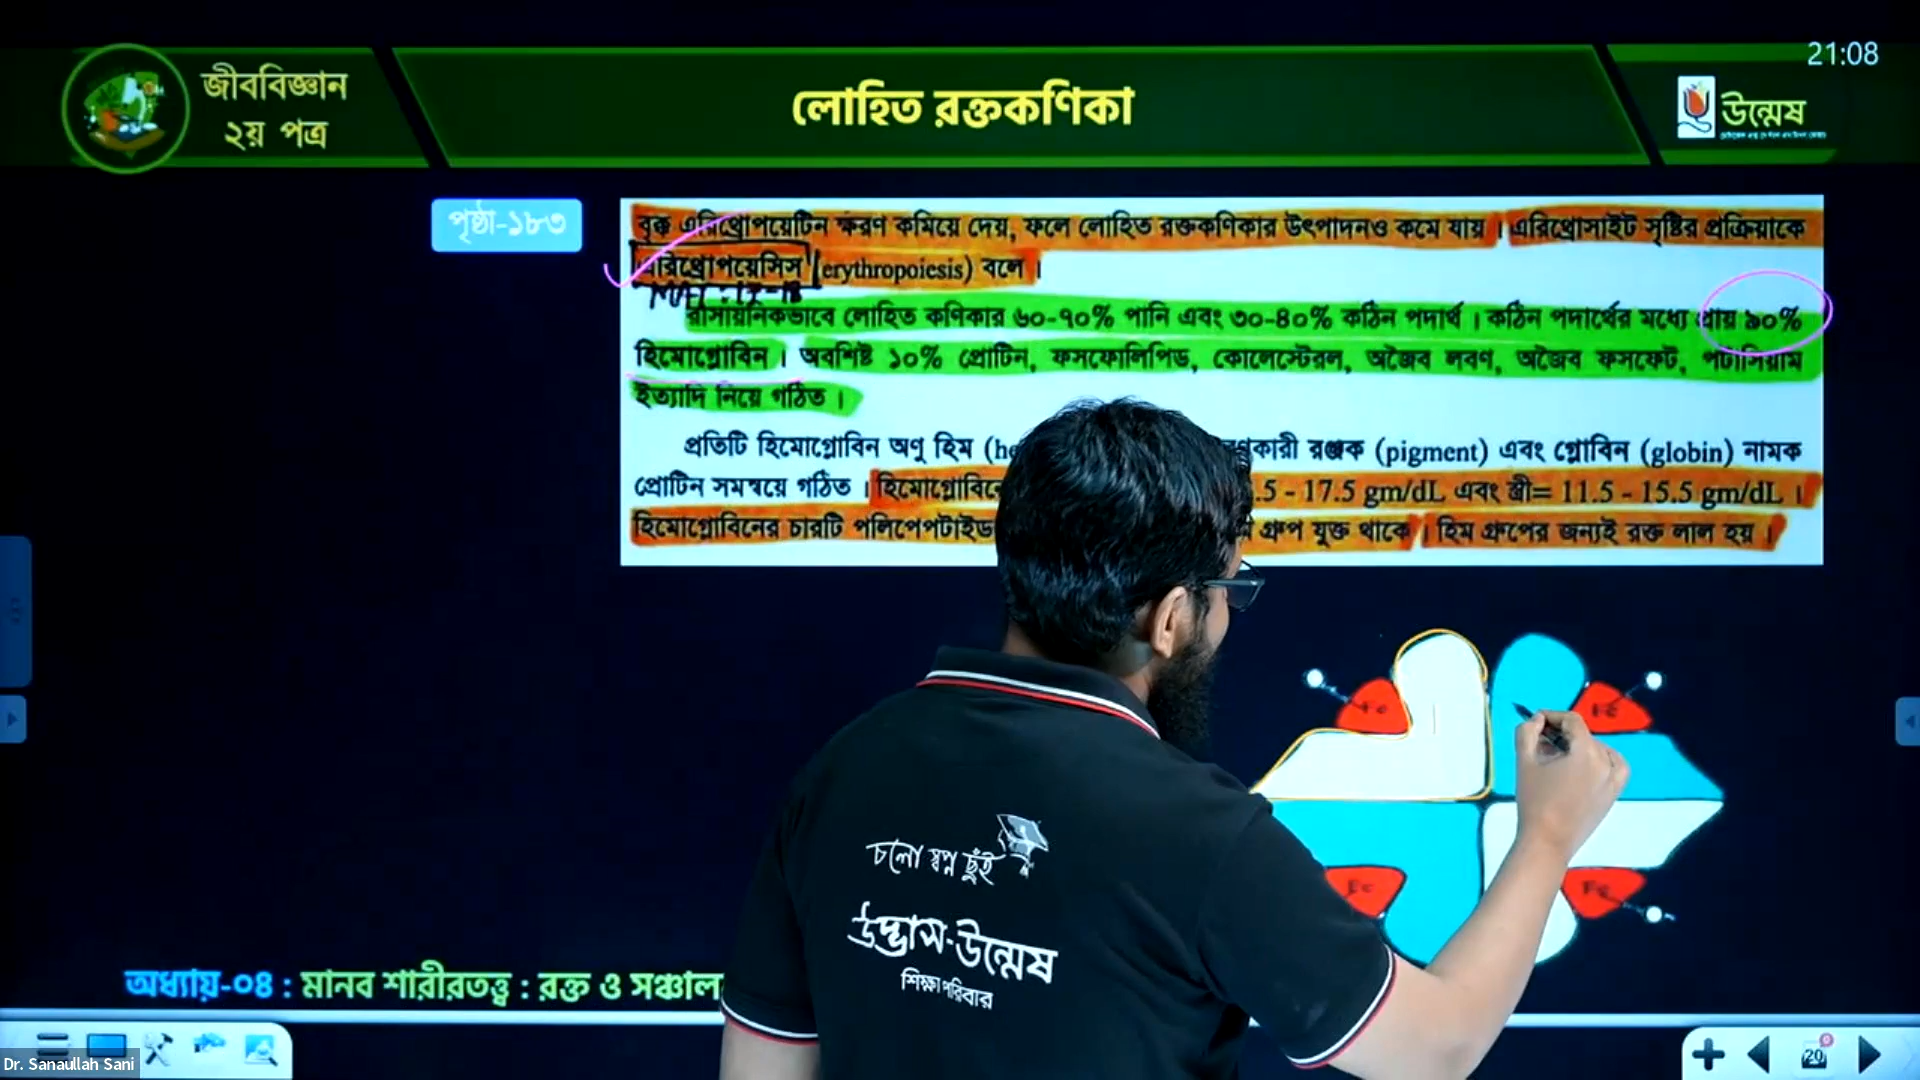 21:08
জীববিজ্ঞান
২য় পত্র
লোহিত রক্তকণিকা
উন্মেষ
পৃষ্ঠা-১৮৩
বৃক্ক এরিথ্রোপয়েটিন ক্ষরণ কমিয়ে দেয়, ফলে লোহিত রক্তকণিকার উৎপাদনও কমে যায়। এরিথ্রোসাইট সৃষ্টির প্রক্রিয়াকে
এরিথ্রোপয়েসিস (erythropoiesis) বলে।
রাসায়নিকভাবে লোহিত কণিকার ৬০-৭০% পানি এবং ৩০-৪০% কঠিন পদার্থ। কঠিন পদার্থের মধ্যে প্রায় ৯০%
হিমোগ্লোবিন। অবশিষ্ট ১০% প্রোটিন, ফসফোলিপিড, কোলেস্টেরল, অজৈব লবণ, অজৈব ফসফেট, পটাসিয়াম
ইত্যাদি নিয়ে গঠিত।
প্রতিটি হিমোগ্লোবিন অণু হিম (he কারী রঞ্জক (pigment) এবং গ্লোবিন (globin) নামক
প্রোটিন সমন্বয়ে গঠিত। হিমোগ্লোবিনে .5 - 17.5 gm/dL এবং স্ত্রী= 11.5 - 15.5 gm/dL।
হিমোগ্লোবিনের চারটি পলিপেপটাইড গ্রুপ যুক্ত থাকে। হিম গ্রুপের জন্যই রক্ত লাল হয়।
চলো স্বপ্ন ছুঁই
উদ্ভাস-উন্মেষ
শিক্ষা পরিবার
অধ্যায়-০৪ : মানব শারীরতত্ত্ব : রক্ত ও সঞ্চাল
Dr. Sanaullah Sani
20